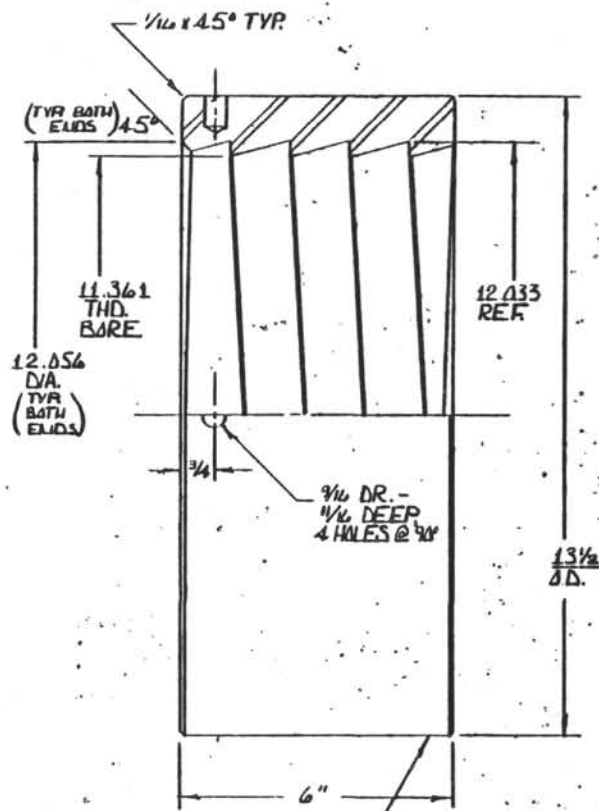 1/16 x 45° TYP.
(TYP. BOTH
ENDS) 45°
11.361
THD.
BORE
12.033
REF.
12.056
DIA.
(TYP.
BOTH
ENDS)
3/4
9/16 DR. -
11/16 DEEP
4 HOLES @ 90°
13 1/2
O.D.
6"